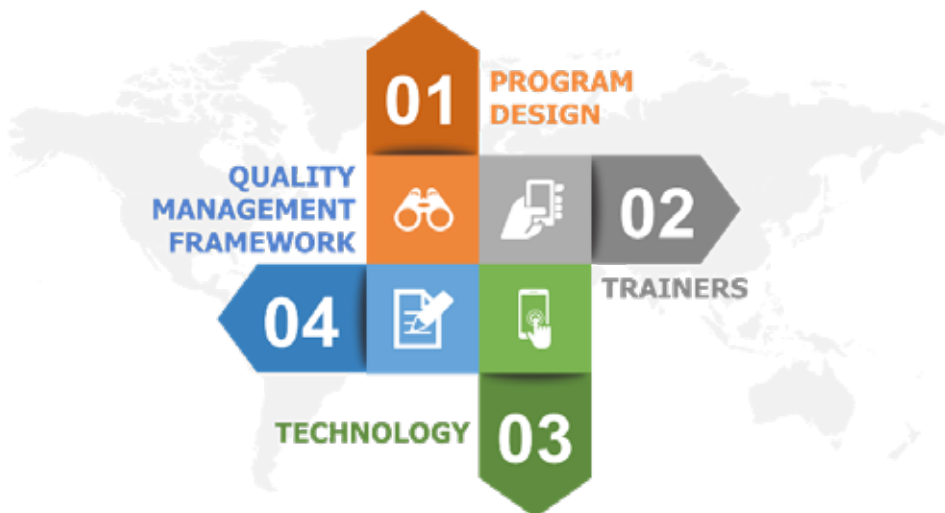 01
PROGRAM
DESIGN
02
TRAINERS
03
TECHNOLOGY
04
QUALITY
MANAGEMENT
FRAMEWORK